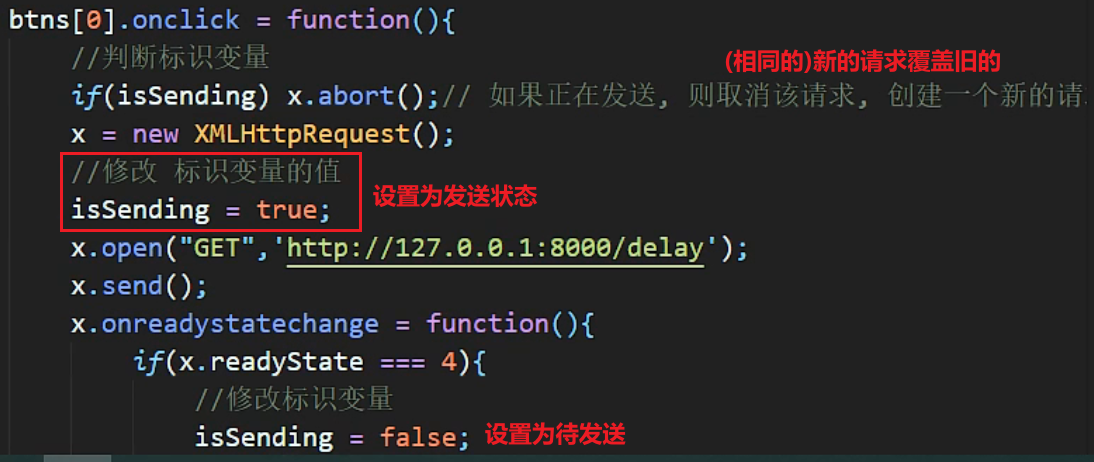 btns[0].onclick = function(){
//判断标识变量
(相同的)新的请求覆盖旧的
if(isSending) x.abort();// 如果正在发送, 则取消该请求, 创建一个新的请
x = new XMLHttpRequest();
//修改 标识变量的值
设置为发送状态
isSending = true;
x.open("GET",'http://127.0.0.1:8000/delay');
x.send();
x.onreadystatechange = function(){
if(x.readyState === 4){
//修改标识变量
isSending = false; 设置为待发送